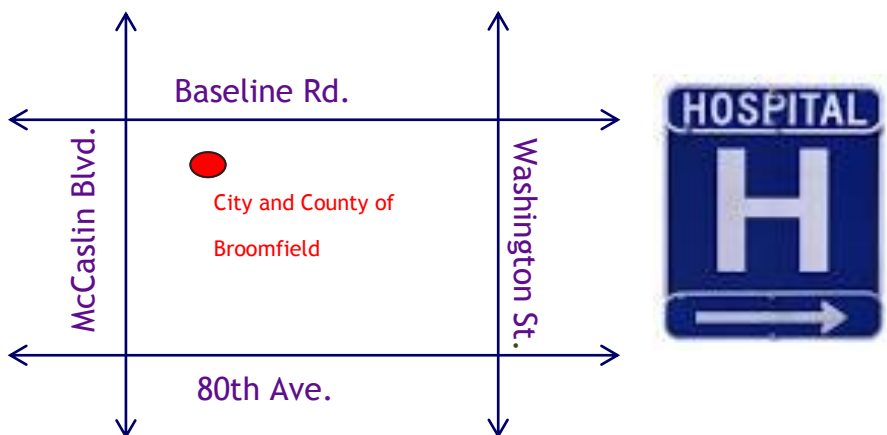 Baseline Rd.
McCaslin Blvd.
City and County of
Broomfield
Washington St.
80th Ave.
HOSPITAL
H